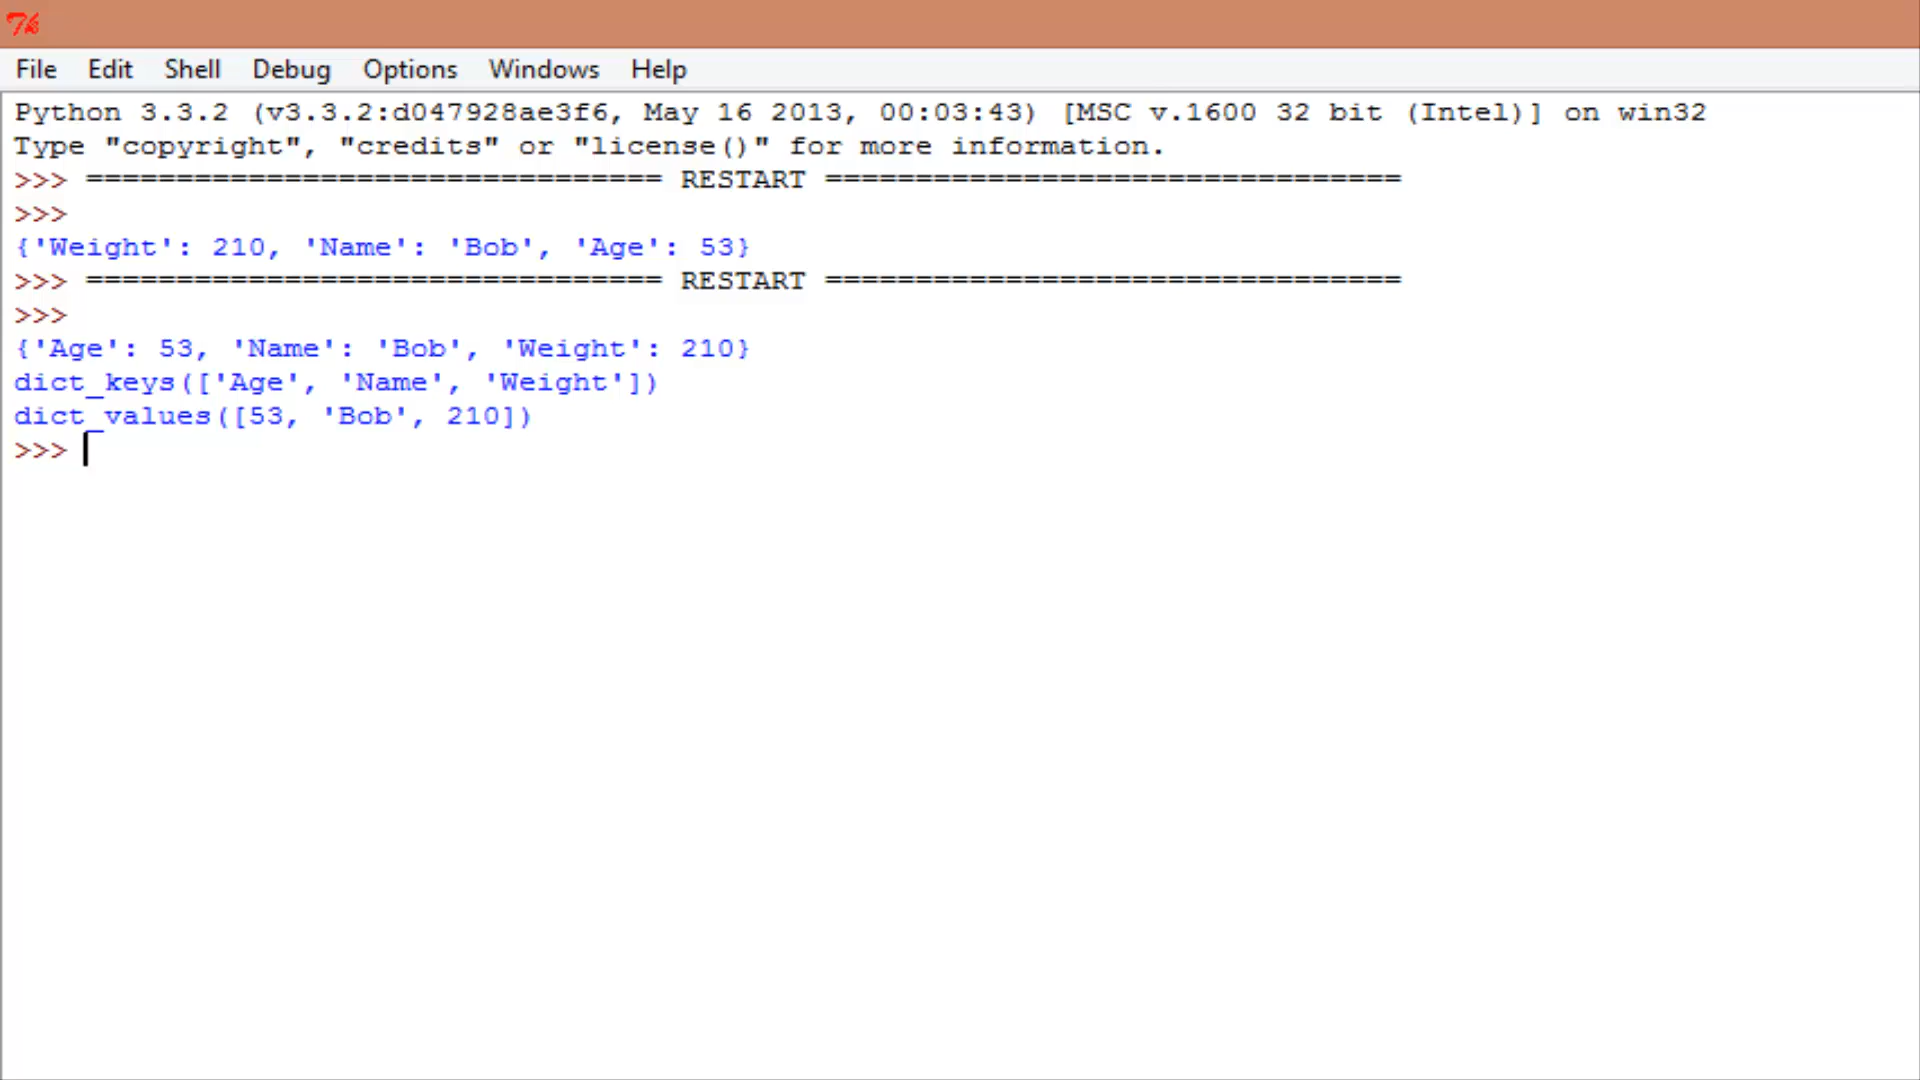 File Edit Shell Debug Options Windows Help
Python 3.3.2 (v3.3.2:d047928ae3f6, May 16 2013, 00:03:43) [MSC v.1600 32 bit (Intel)] on win32
Type "copyright", "credits" or "license()" for more information.
>>> ================================ RESTART ================================
>>>
{'Weight': 210, 'Name': 'Bob', 'Age': 53}
>>> ================================ RESTART ================================
>>>
{'Age': 53, 'Name': 'Bob', 'Weight': 210}
dict_keys(['Age', 'Name', 'Weight'])
dict_values([53, 'Bob', 210])
>>>